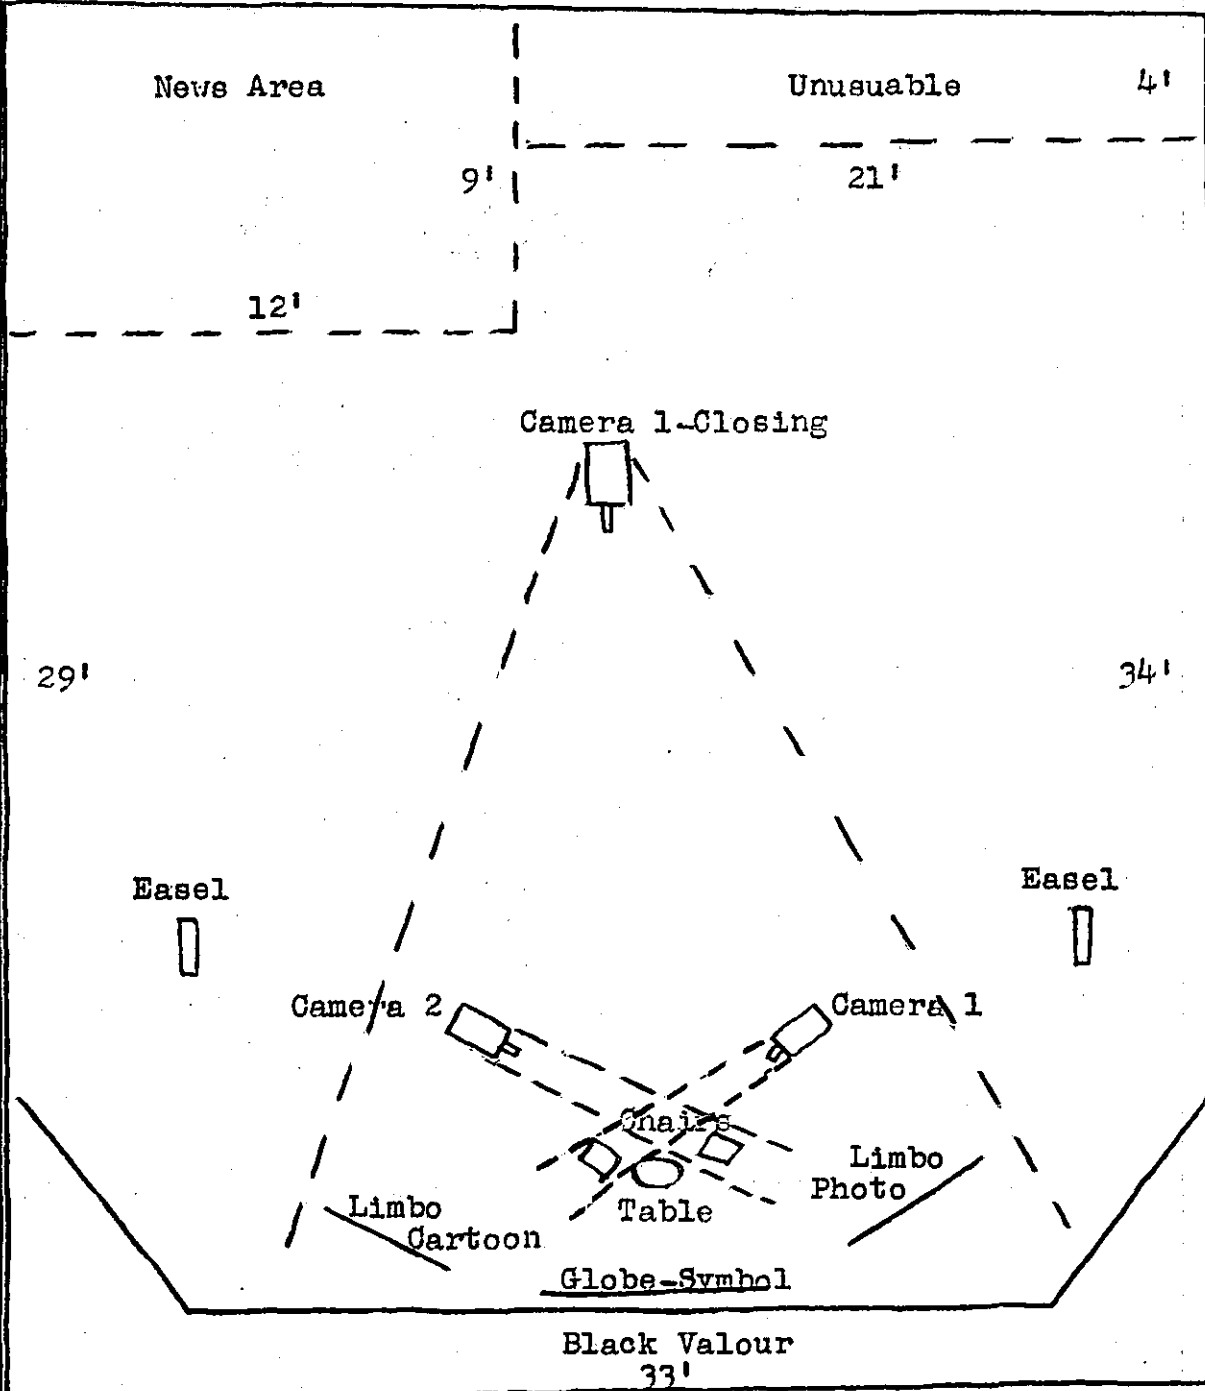 News Area
Unusuable
4'
9'
21'
12'
Camera 1-Closing
29'
34'
Easel
Easel
Camera 2
Camera 1
Chairs
Limbo
Photo
Limbo
Cartoon
Table
Globe-Symbol
Black Valour
33'